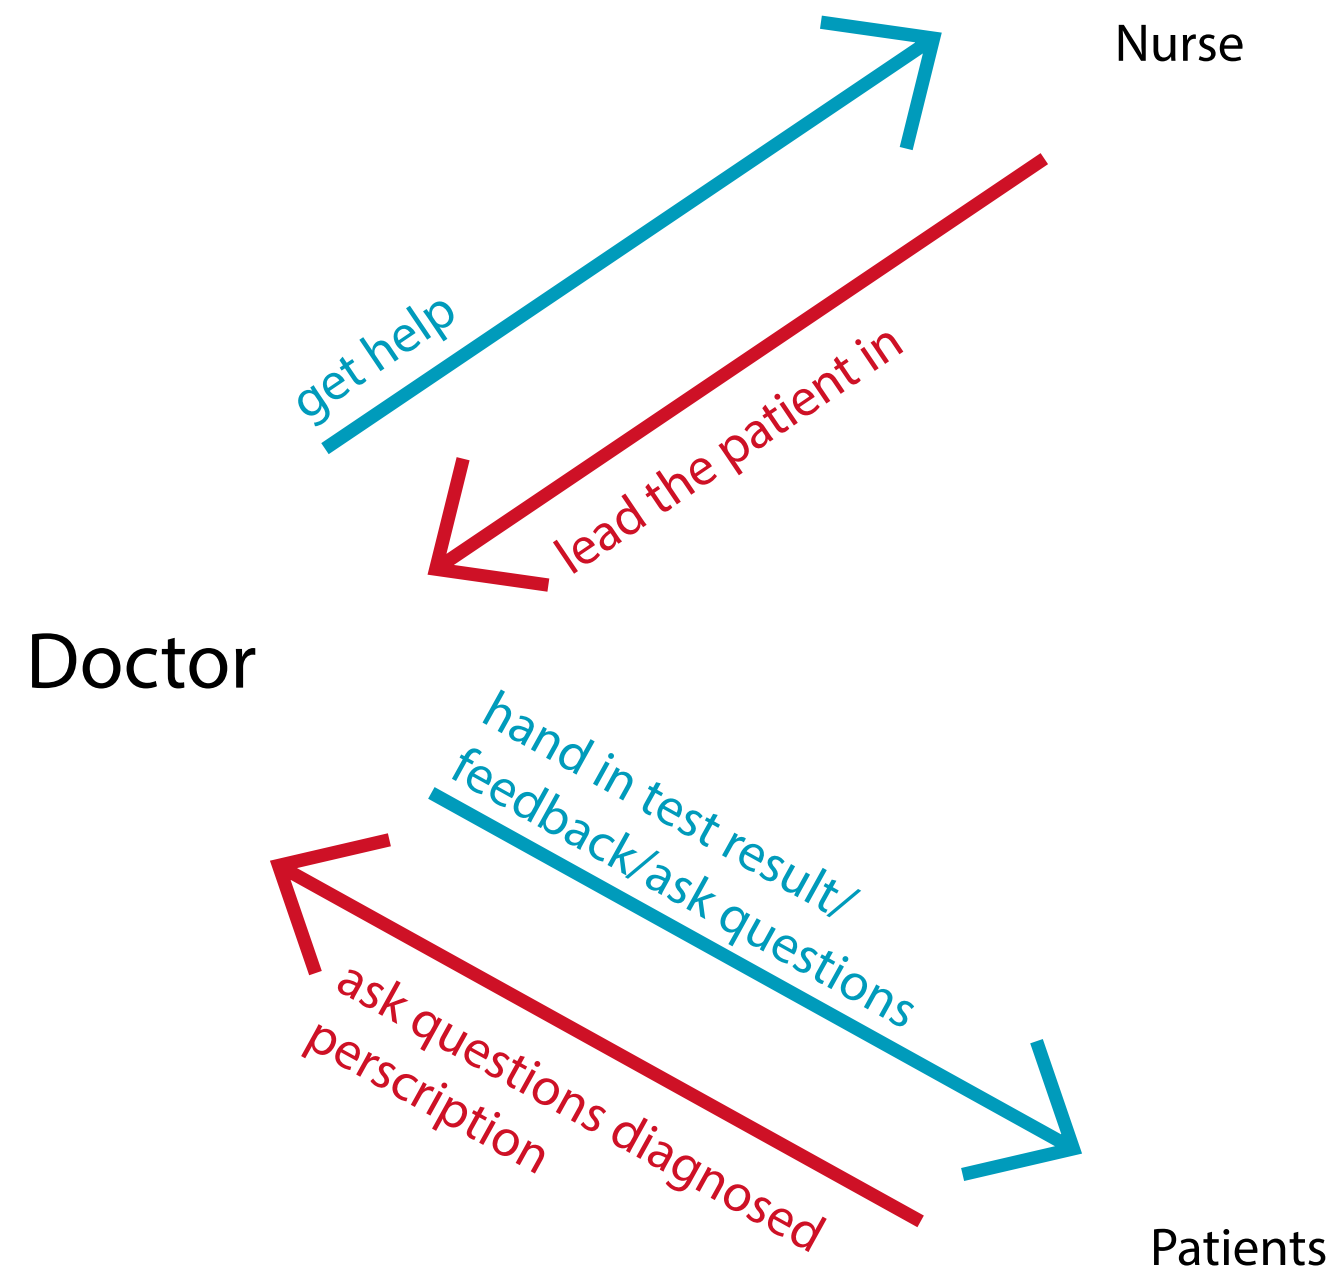 Nurse
get help
lead the patient in
Doctor
hand in test result/
feedback/ask questions
ask questions diagnosed
perscription
Patients